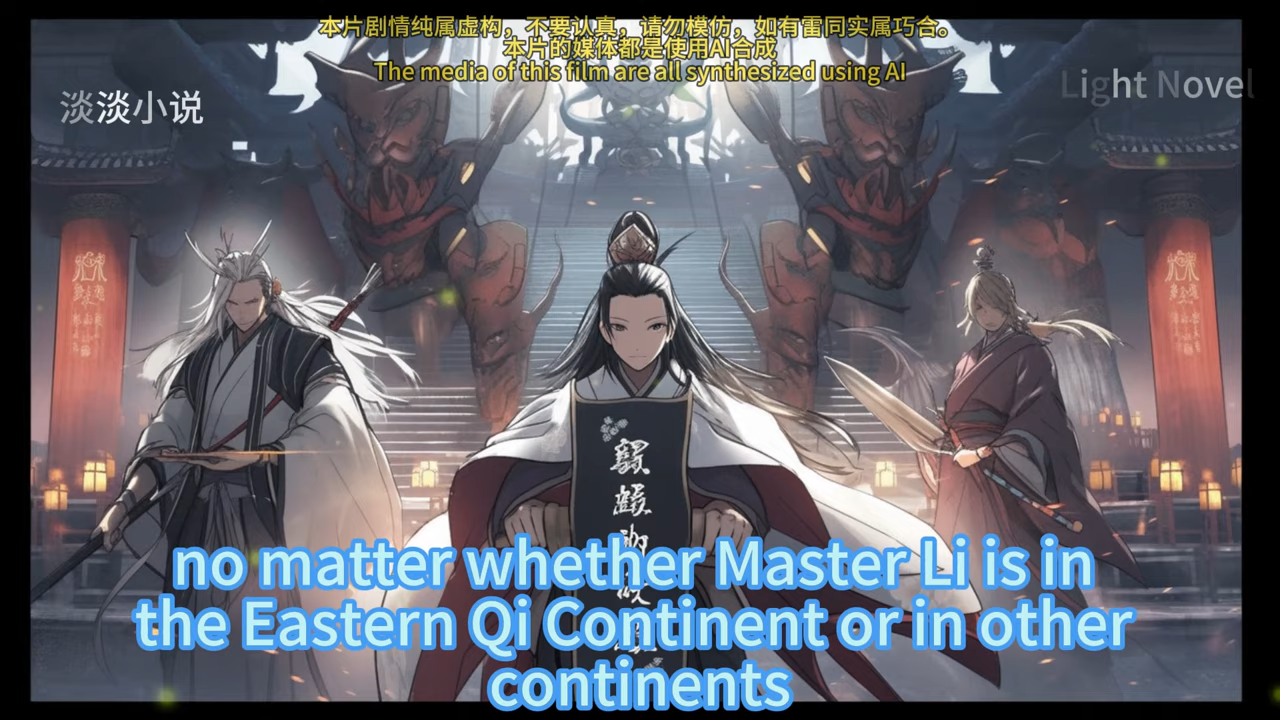 本片剧情纯属虚构，不要认真，请勿模仿，如有雷同实属巧合。
本片的媒体都是使用AI合成
The media of this film are all synthesized using AI
淡淡小说
Light Novel
no matter whether Master Li is in
the Eastern Qi Continent or in other
continents